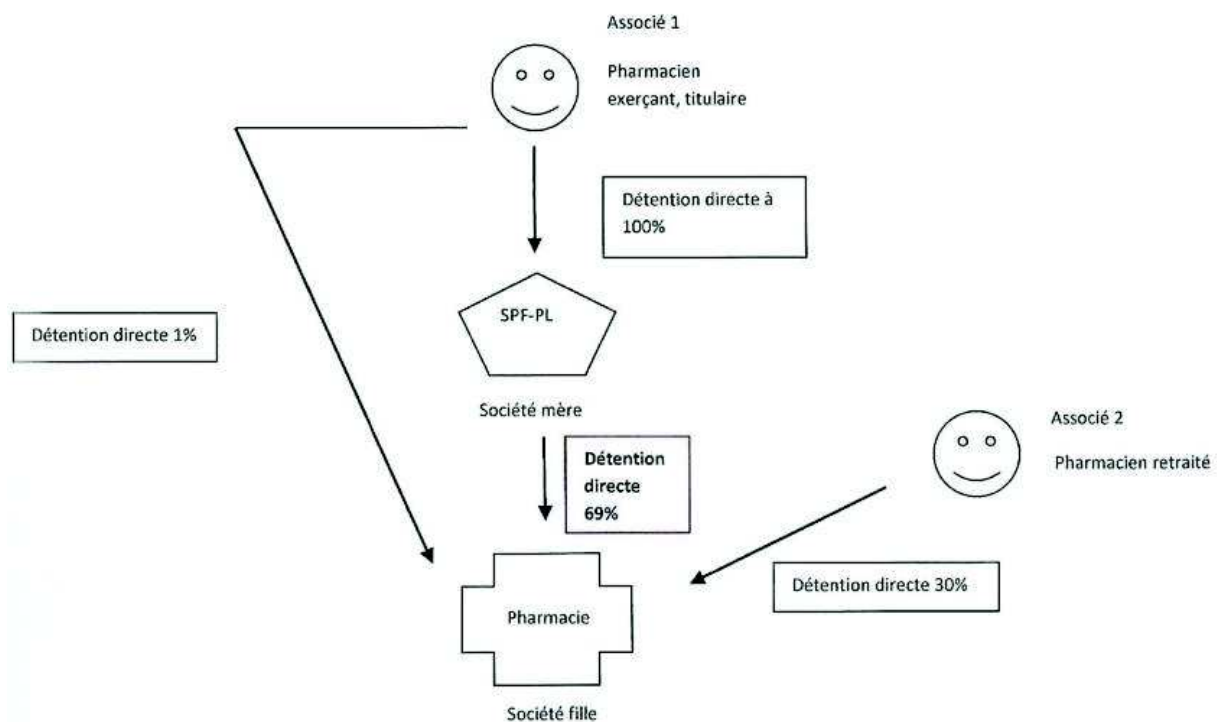 Associé 1
Pharmacien
exerçant, titulaire
Détention directe à
100%
SPF-PL
Détention directe 1%
Société mère
Associé 2
Pharmacien retraité
Détention
directe
69%
Détention directe 30%
Pharmacie
Société fille